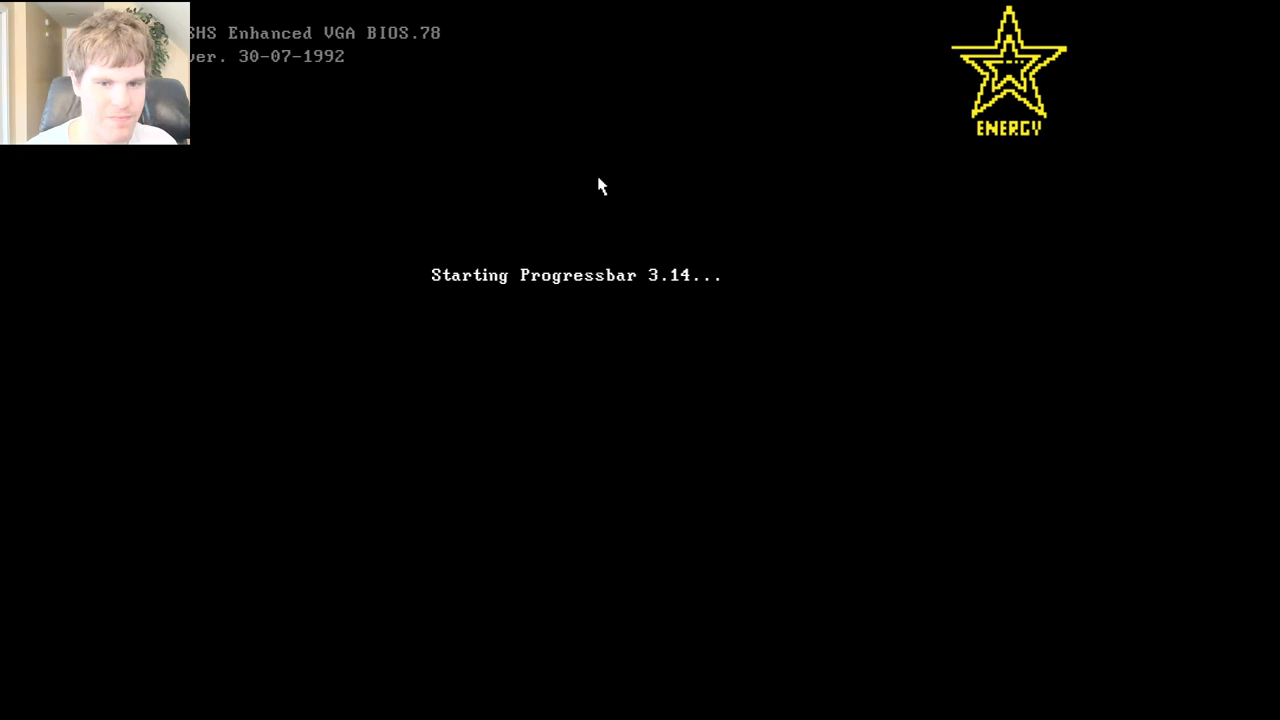 SHS Enhanced VGA BIOS.78
ver. 30-07-1992
ENERGY
Starting Progressbar 3.14...